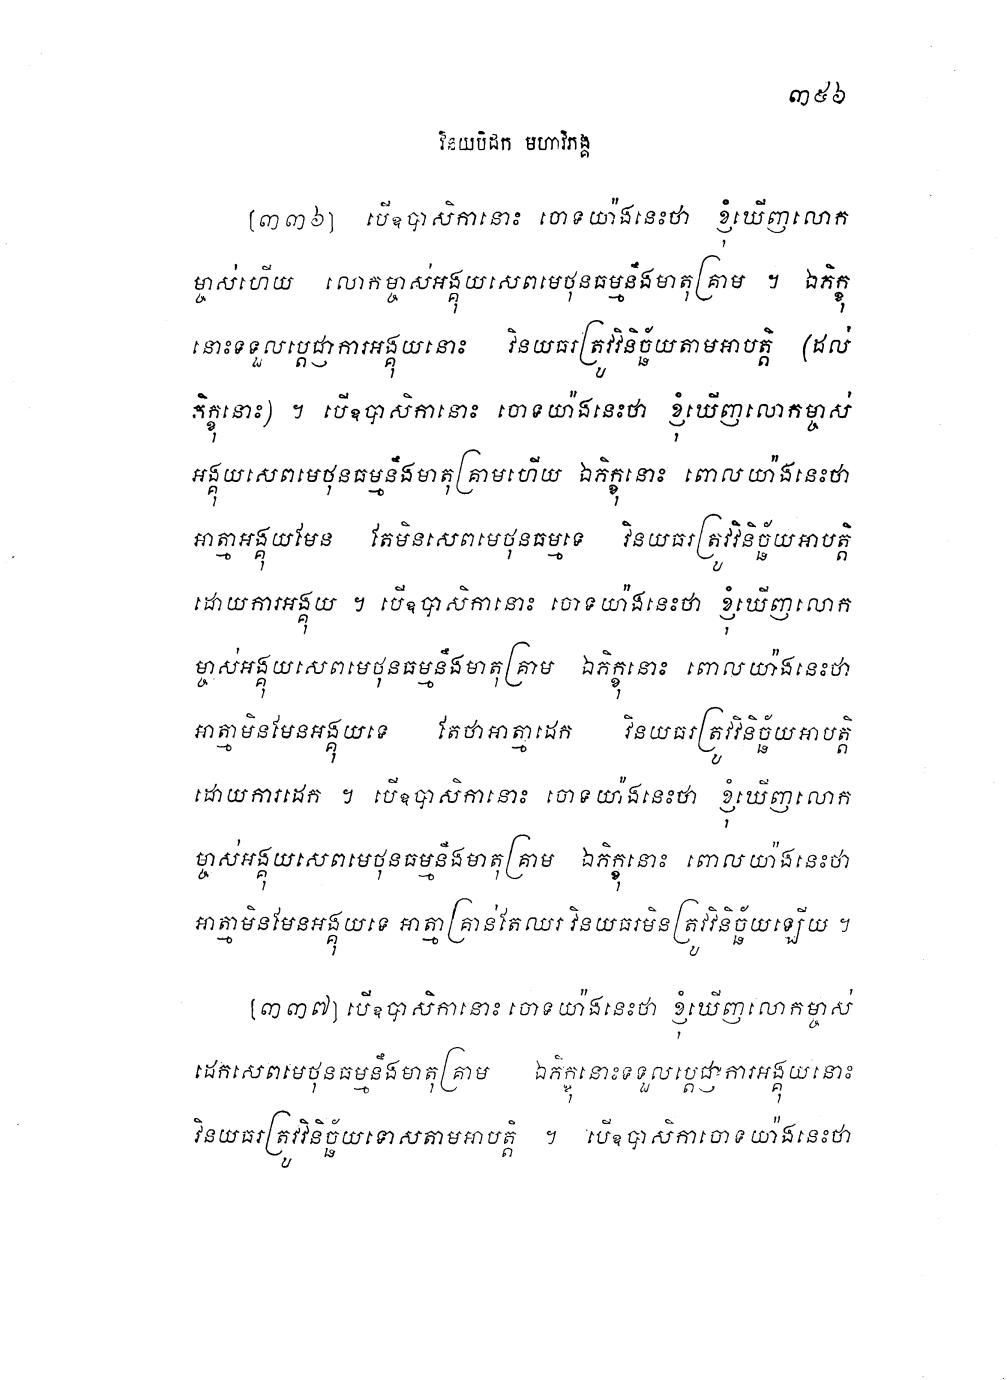 ៣៥៦
វិនយបិដក មហាវិភង្គ
[៣៣៦] បើឧបាសិកានោះ ចោទយ៉ាងនេះថា ខ្ញុំឃើញលោក
ម្ចាស់ហើយ លោកម្ចាស់អង្គុយសេពមេថុនធម្មនឹងមាតុគ្រាម ។ ឯភិក្ខុ
នោះទទួលប្តេជ្ញាការអង្គុយនោះ វិនយធរត្រូវវិនិច្ឆ័យតាមអាបត្តិ (ដល់
ភិក្ខុនោះ) ។ បើឧបាសិកានោះ ចោទយ៉ាងនេះថា ខ្ញុំឃើញលោកម្ចាស់
អង្គុយសេពមេថុនធម្មនឹងមាតុគ្រាមហើយ ឯភិក្ខុនោះ ពោលយ៉ាងនេះថា
អាត្មាអង្គុយមែន តែមិនសេពមេថុនធម្មទេ វិនយធរត្រូវវិនិច្ឆ័យអាបត្តិ
ដោយការអង្គុយ ។ បើឧបាសិកានោះ ចោទយ៉ាងនេះថា ខ្ញុំឃើញលោក
ម្ចាស់អង្គុយសេពមេថុនធម្មនឹងមាតុគ្រាម ឯភិក្ខុនោះ ពោលយ៉ាងនេះថា
អាត្មាមិនមែនអង្គុយទេ តែថាអាត្មាដេក វិនយធរត្រូវវិនិច្ឆ័យអាបត្តិ
ដោយការដេក ។ បើឧបាសិកានោះ ចោទយ៉ាងនេះថា ខ្ញុំឃើញលោក
ម្ចាស់អង្គុយសេពមេថុនធម្មនឹងមាតុគ្រាម ឯភិក្ខុនោះ ពោលយ៉ាងនេះថា
អាត្មាមិនមែនអង្គុយទេ អាត្មាគ្រាន់តែឈរ វិនយធរមិនត្រូវវិនិច្ឆ័យឡើយ ។
[៣៣៧] បើឧបាសិកានោះ ចោទយ៉ាងនេះថា ខ្ញុំឃើញលោកម្ចាស់
ដេកសេពមេថុនធម្មនឹងមាតុគ្រាម ឯភិក្ខុនោះទទួលប្តេជ្ញាការអង្គុយនោះ
វិនយធរត្រូវវិនិច្ឆ័យទោសតាមអាបត្តិ ។ បើឧបាសិកាចោទយ៉ាងនេះថា